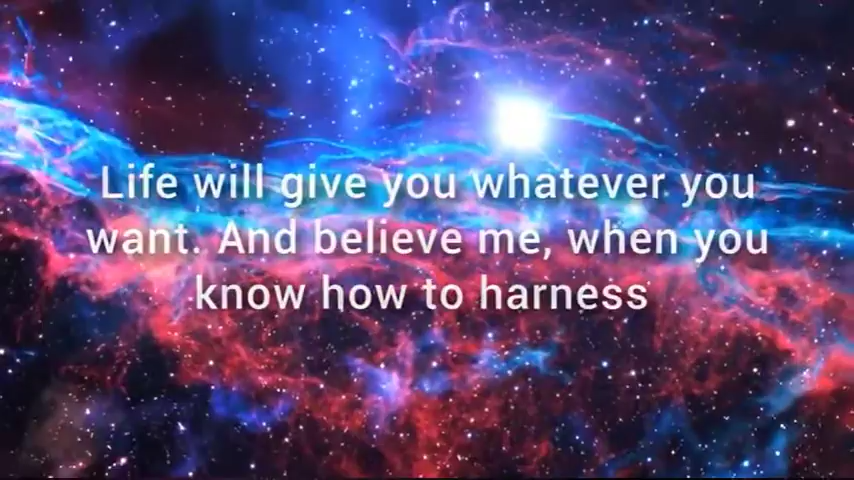 Life will give you whatever you
want. And believe me, when you
know how to harness